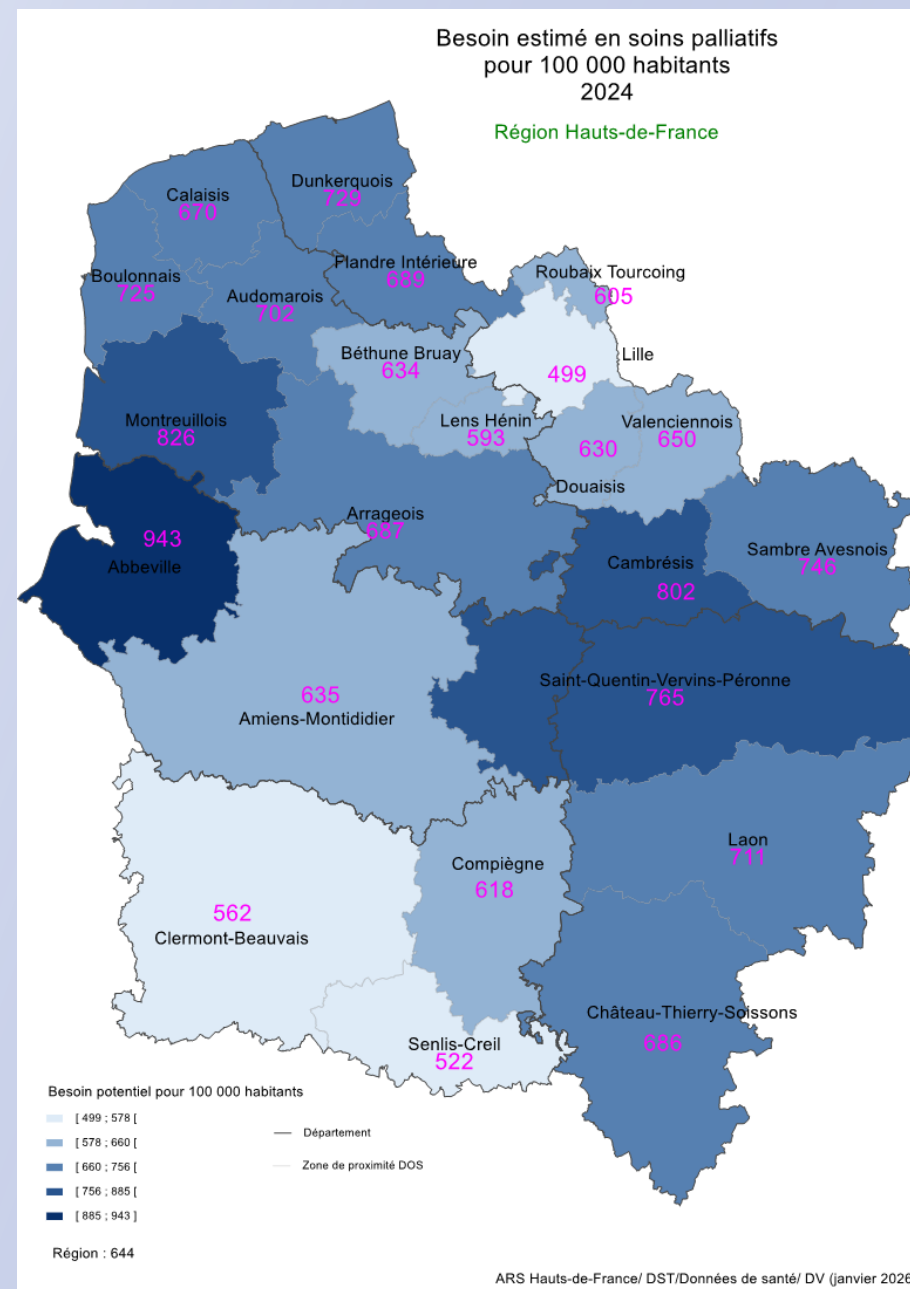 Besoin estimé en soins palliatifs
pour 100 000 habitants
2024
Région Hauts-de-France
Dunkerquois
729
Calaisis
670
Flandre Intérieure
689
Boulonnais
725
Audomarois
702
Roubaix Tourcoing
605
Béthune Bruay
634
Lille
499
Montreuillois
826
Lens Hénin
593
Valenciennois
650
630
Douaisis
Arrageois
687
943
Abbeville
Cambrésis
802
Sambre Avesnois
746
Saint-Quentin-Vervins-Péronne
765
635
Amiens-Montididier
Laon
711
Compiègne
618
562
Clermont-Beauvais
Château-Thierry-Soissons
686
Senlis-Creil
522
Besoin potentiel pour 100 000 habitants
[ 499 ; 578 [
[ 578 ; 660 [
[ 660 ; 756 [
[ 756 ; 885 [
[ 885 ; 943 ]
Département
Zone de proximité DOS
Région : 644
ARS Hauts-de-France/ DST/Données de santé/ DV (janvier 2026